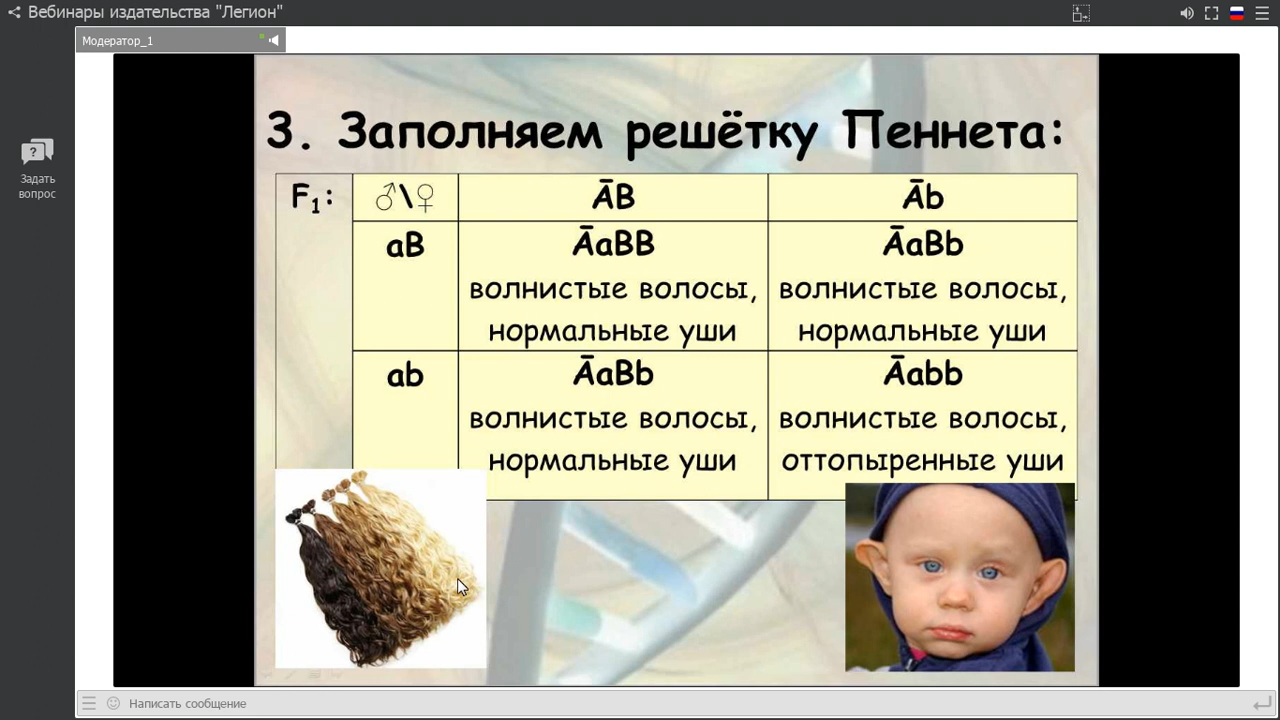 Вебинары издательства "Легион"
Модератор_1
Задать
вопрос
3. Заполняем решётку Пеннета:
F₁: ♂\♀ ĀB Āb
aB ĀaBB ĀaBb
волнистые волосы, волнистые волосы,
нормальные уши нормальные уши
ab ĀaBb Āabb
волнистые волосы, волнистые волосы,
нормальные уши оттопыренные уши
Написать сообщение